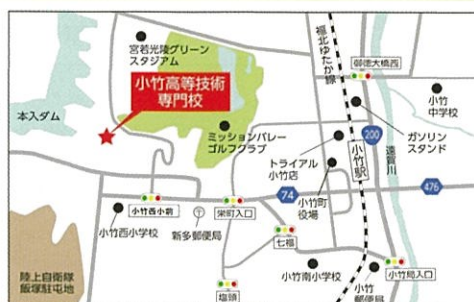 宮若光陵グリーン
スタジアム
小竹高等技術
専門校
本入ダム
ミッションバレー
ゴルフクラブ
福北ゆたか線
御徳大橋西
小竹
中学校
200
ガソリン
スタンド
トライアル
小竹店
小竹駅
遠賀川
小竹町
役場
74
476
小竹西小前
栄町入口
小竹西小学校
新多郵便局
七福
陸上自衛隊
飯塚駐屯地
塩頭
小竹南小学校
小竹
郵便局
小竹局入口